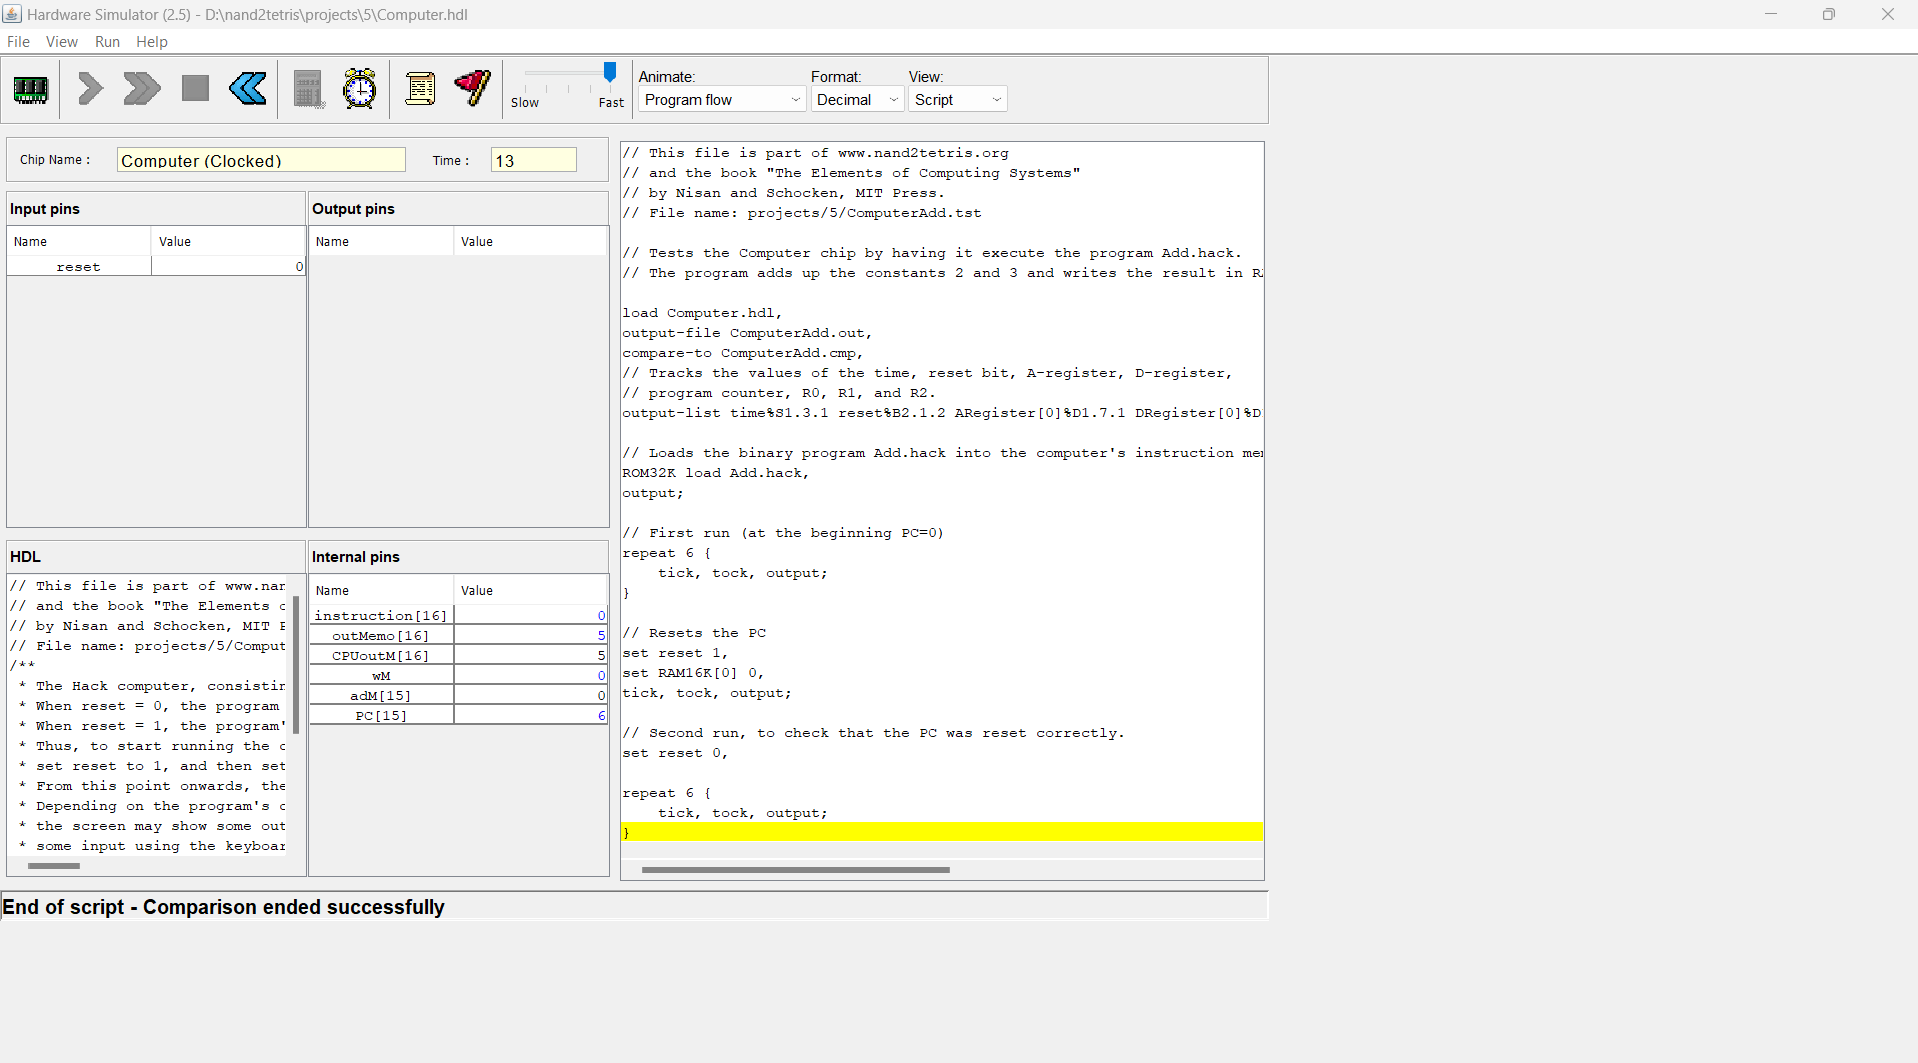 Hardware Simulator (2.5) - D:\nand2tetris\projects\5\Computer.hdl
File View Run Help
Slow Fast
Animate: Format: View:
Program flow Decimal Script
Chip Name : Computer (Clocked) Time : 13
Input pins
Name Value
reset 0
Output pins
Name Value
HDL
// This file is part of www.nan
// and the book "The Elements o
// by Nisan and Schocken, MIT P
// File name: projects/5/Comput
/**
* The Hack computer, consistin
* When reset = 0, the program
* When reset = 1, the program'
* Thus, to start running the c
* set reset to 1, and then set
* From this point onwards, the
* Depending on the program's c
* the screen may show some out
* some input using the keyboar
Internal pins
Name Value
instruction[16] 0
outMemo[16] 5
CPUoutM[16] 5
wM 0
adM[15] 0
PC[15] 6
// This file is part of www.nand2tetris.org
// and the book "The Elements of Computing Systems"
// by Nisan and Schocken, MIT Press.
// File name: projects/5/ComputerAdd.tst
// Tests the Computer chip by having it execute the program Add.hack.
// The program adds up the constants 2 and 3 and writes the result in RA
load Computer.hdl,
output-file ComputerAdd.out,
compare-to ComputerAdd.cmp,
// Tracks the values of the time, reset bit, A-register, D-register,
// program counter, R0, R1, and R2.
output-list time%S1.3.1 reset%B2.1.2 ARegister[0]%D1.7.1 DRegister[0]%D
// Loads the binary program Add.hack into the computer's instruction mem
ROM32K load Add.hack,
output;
// First run (at the beginning PC=0)
repeat 6 {
tick, tock, output;
}
// Resets the PC
set reset 1,
set RAM16K[0] 0,
tick, tock, output;
// Second run, to check that the PC was reset correctly.
set reset 0,
repeat 6 {
tick, tock, output;
}
End of script - Comparison ended successfully